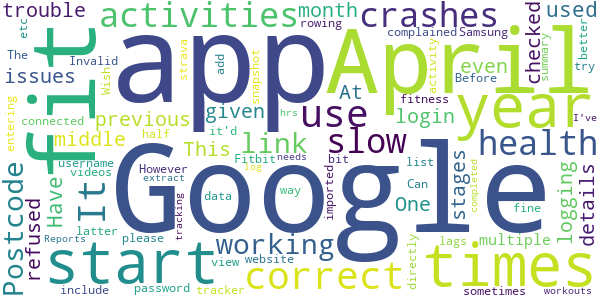 trouble activities month crashes used
etc strava rowing complained Samsung checked
The Invalid add snapshot activity summary better
issues Wish At even Before try
fit app April
entering previous given use login fitness year I've
connected middle This it'd link slow health
half Fitbit needs bit list stages
username However log imported Can fine completed
Postcode refused Have It videos extract data way One logging details
latter tracking Google
Reports please working view website multiple
start hrs correct directly lags times
include password tracker sometimes workouts